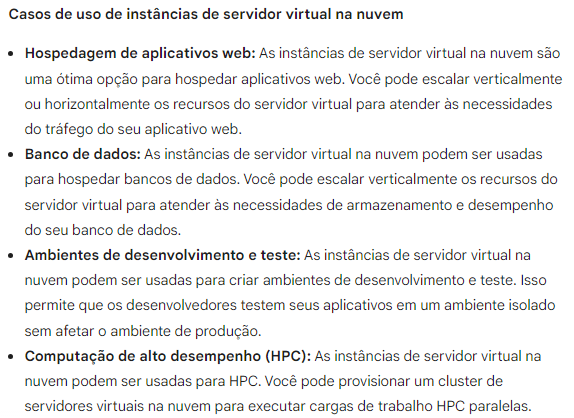 Casos de uso de instâncias de servidor virtual na nuvem
• Hospedagem de aplicativos web: As instâncias de servidor virtual na nuvem são
uma ótima opção para hospedar aplicativos web. Você pode escalar verticalmente
ou horizontalmente os recursos do servidor virtual para atender às necessidades
do tráfego do seu aplicativo web.
• Banco de dados: As instâncias de servidor virtual na nuvem podem ser usadas
para hospedar bancos de dados. Você pode escalar verticalmente os recursos do
servidor virtual para atender às necessidades de armazenamento e desempenho
do seu banco de dados.
• Ambientes de desenvolvimento e teste: As instâncias de servidor virtual na
nuvem podem ser usadas para criar ambientes de desenvolvimento e teste. Isso
permite que os desenvolvedores testem seus aplicativos em um ambiente isolado
sem afetar o ambiente de produção.
• Computação de alto desempenho (HPC): As instâncias de servidor virtual na
nuvem podem ser usadas para HPC. Você pode provisionar um cluster de
servidores virtuais na nuvem para executar cargas de trabalho HPC paralelas.